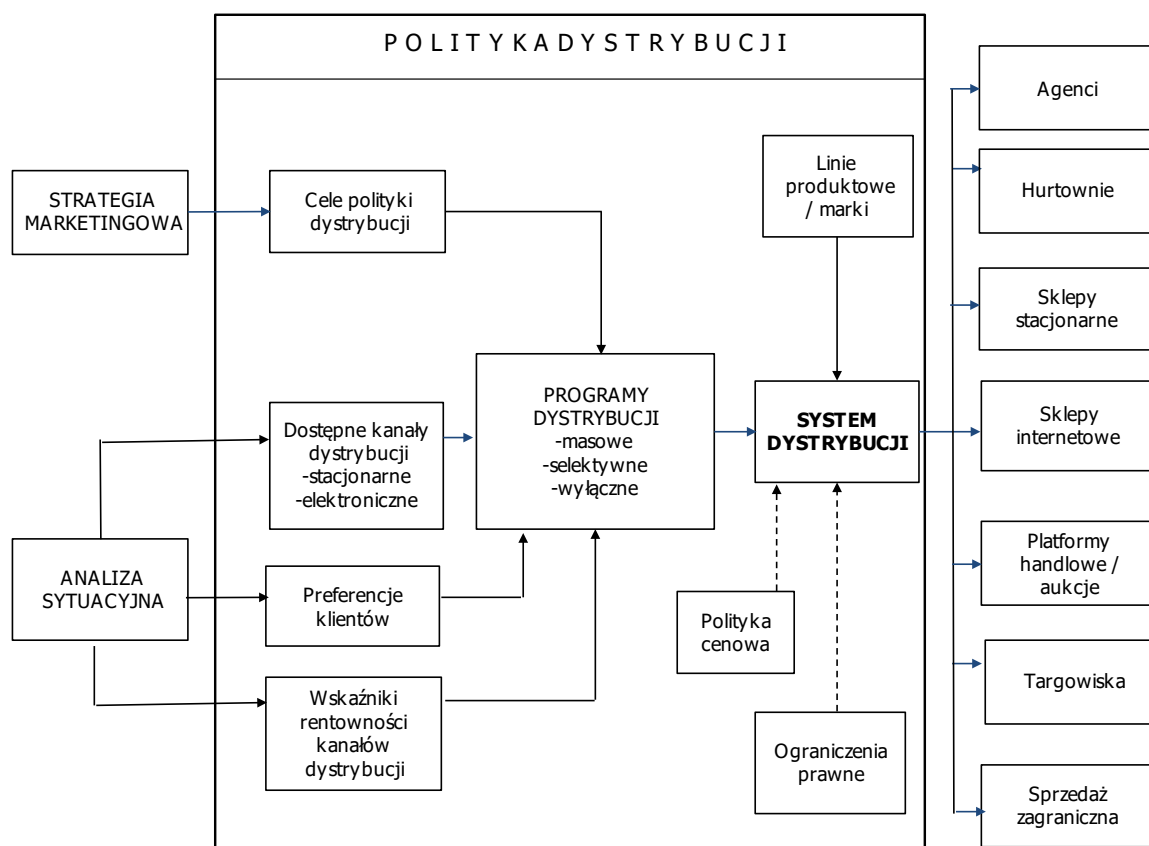 P O L I T Y K A D Y S T R Y B U C J I
STRATEGIA
MARKETINGOWA
Cele polityki
dystrybucji
Linie
produktowe
/ marki
Dostępne kanały
dystrybucji
-stacjonarne
-elektroniczne
PROGRAMY
DYSTRYBUCJI
-masowe
-selektywne
-wyłączne
SYSTEM
DYSTRYBUCJI
ANALIZA
SYTUACYJNA
Preferencje
klientów
Wskaźniki
rentowności
kanałów
dystrybucji
Polityka
cenowa
Ograniczenia
prawne
Agenci
Hurtownie
Sklepy
stacjonarne
Sklepy
internetowe
Platformy
handlowe /
aukcje
Targowiska
Sprzedaż
zagraniczna